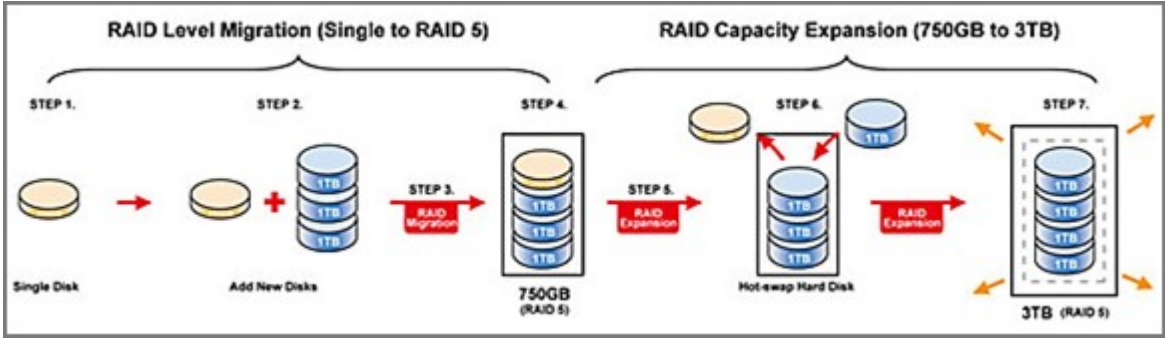 RAID Level Migration (Single to RAID 5)
RAID Capacity Expansion (750GB to 3TB)
STEP 1.
Single Disk
STEP 2.
1TB
1TB
1TB
Add New Disks
STEP 3.
RAID
Migration
STEP 4.
1TB
1TB
1TB
750GB
(RAID 5)
STEP 5.
RAID
Expansion
STEP 6.
1TB
1TB
1TB
1TB
Hot-swap Hard Disk
RAID
Expansion
STEP 7.
1TB
1TB
1TB
1TB
3TB (RAID 5)